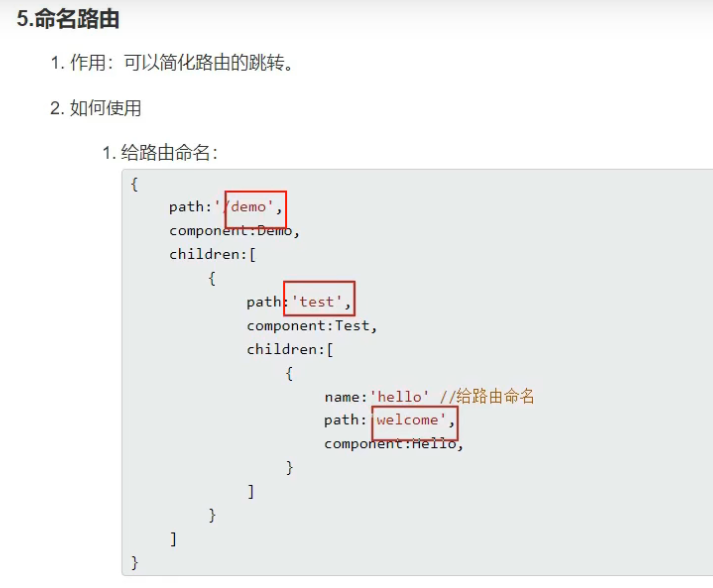 5.命名路由
1. 作用：可以简化路由的跳转。
2. 如何使用
1. 给路由命名：
{
path:'/demo',
component:Demo,
children:[
{
path:'test',
component:Test,
children:[
{
name:'hello' //给路由命名
path:'welcome',
component:Hello,
}
]
}
]
}